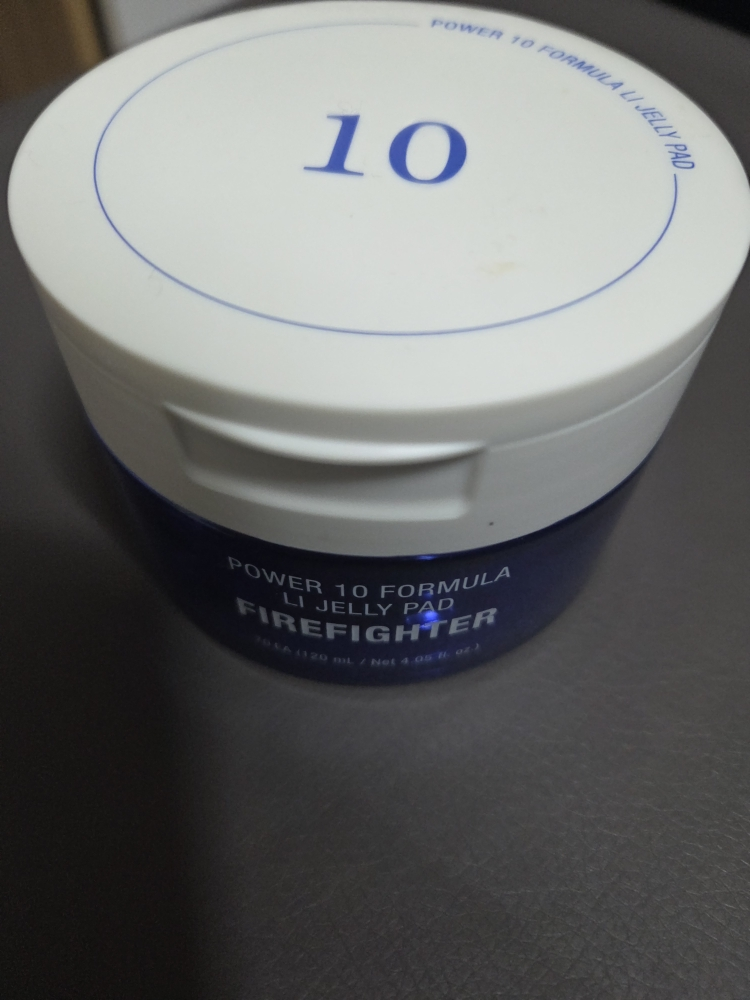 POWER 10 FORMULA LI JELLY PAD
10
POWER 10 FORMULA
LI JELLY PAD
FIREFIGHTER
EA (120 mL / Net 4.05 fl. oz.)